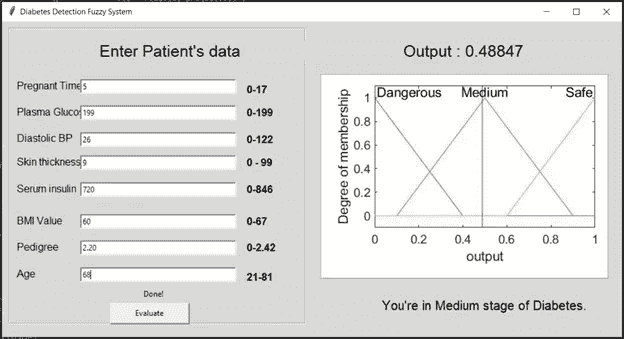 Diabetes Detection Fuzzy System
Enter Patient's data
Pregnant Time 5 0-17
Plasma Gluco 199 0-199
Diastolic BP 26 0-122
Skin thickness 9 0 - 99
Serum insulin 720 0-846
BMI Value 60 0-67
Pedigree 2.20 0-2.42
Age 68 21-81
Done!
Evaluate
Output : 0.48847
Dangerous Medium Safe
Degree of membership
1
0.8
0.6
0.4
0.2
0
0 0.2 0.4 0.6 0.8 1
output
You're in Medium stage of Diabetes.